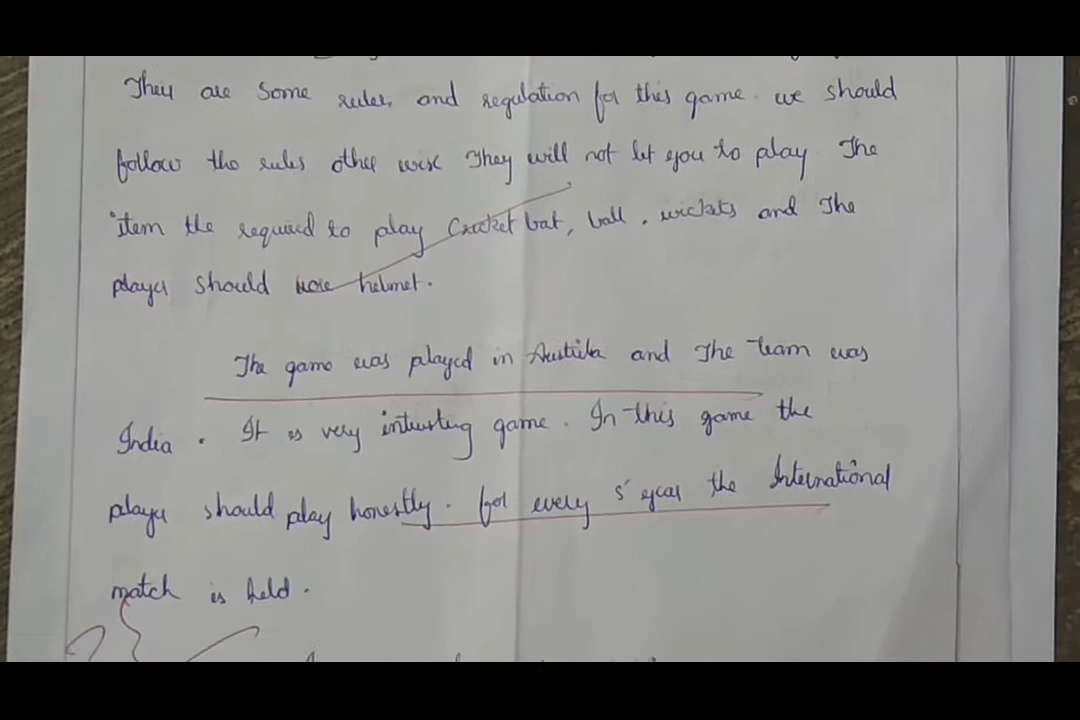 They are some rules, and regulation for this game. we should
follow the rules other wise They will not let you to play. The
item the required to play Cricket bat, ball, wickets and The
player should wore helmet.
The game was played in and The team was
India. It is very intrusting game. In this game the
player should play honestly. for every 5 year the International
match is held.